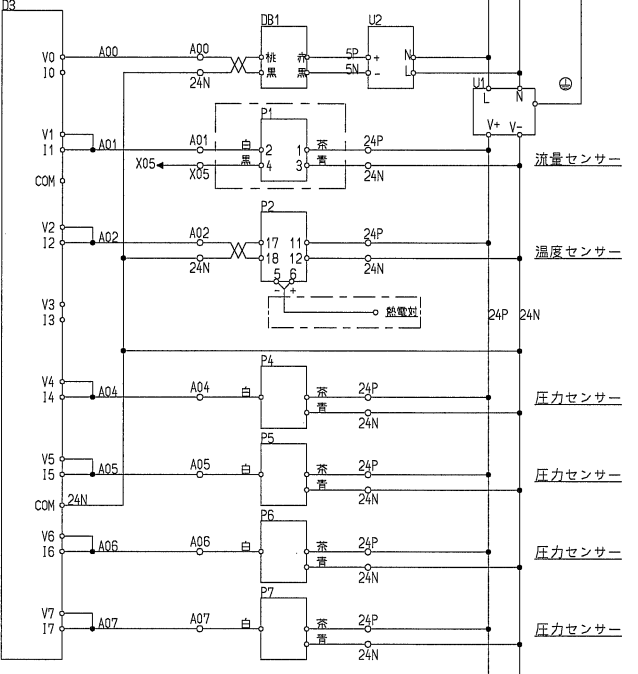 D3
DB1
U2
V0 A00 A00 桃 赤 5P + N
I0 24N 黒 黒 5N - L
U1 L N
P1
V+ V-
V1
I1 A01 A01 白 2 1 茶 24P
X05 X05 黒 4 3 青 24N 流量センサー
COM
P2
V2
I2 A02 A02 17 11 24P
24N 18 12 24N 温度センサー
5 6
- +
熱電対
V3
I3
24P 24N
P4
V4
I4 A04 A04 白 茶 24P 圧力センサー
青 24N
P5
V5
I5 A05 A05 白 茶 24P 圧力センサー
青 24N
COM 24N
P6
V6
I6 A06 A06 白 茶 24P 圧力センサー
青 24N
P7
V7
I7 A07 A07 白 茶 24P 圧力センサー
青 24N